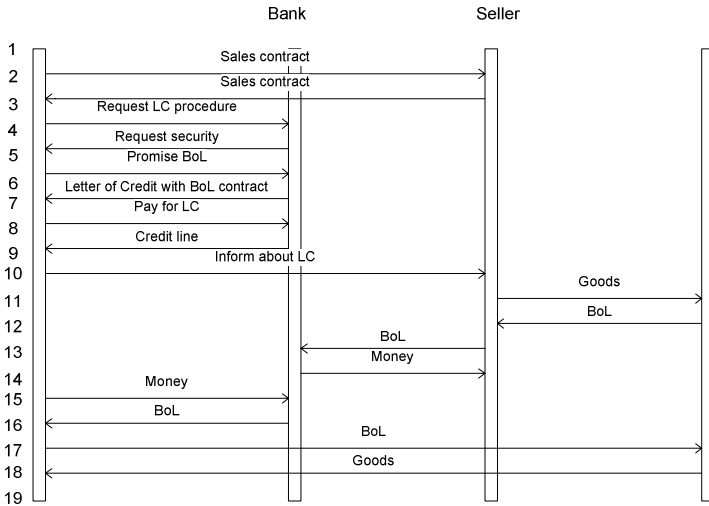 Bank Seller
1
Sales contract
2
Sales contract
3
Request LC procedure
4
Request security
5
Promise BoL
6
Letter of Credit with BoL contract
7
Pay for LC
8
Credit line
9
Inform about LC
10
Goods
11
BoL
12
BoL
13
Money
14
Money
15
BoL
16
BoL
17
Goods
18
19